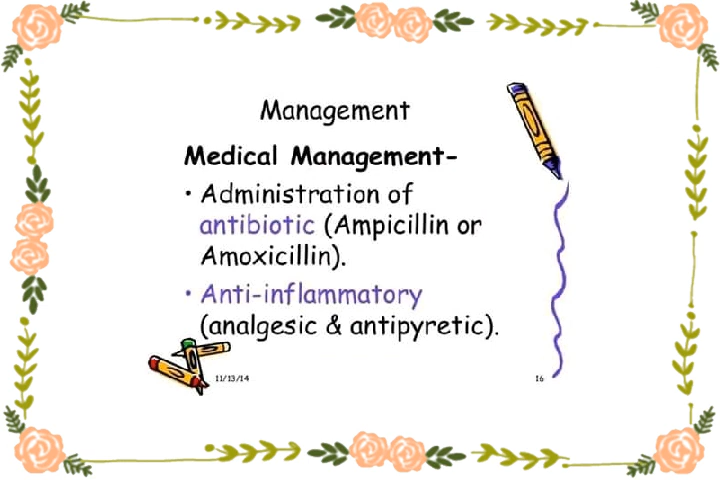 Management
Medical Management-
• Administration of
antibiotic (Ampicillin or
Amoxicillin).
• Anti-inflammatory
(analgesic & antipyretic).
11/13/14
16